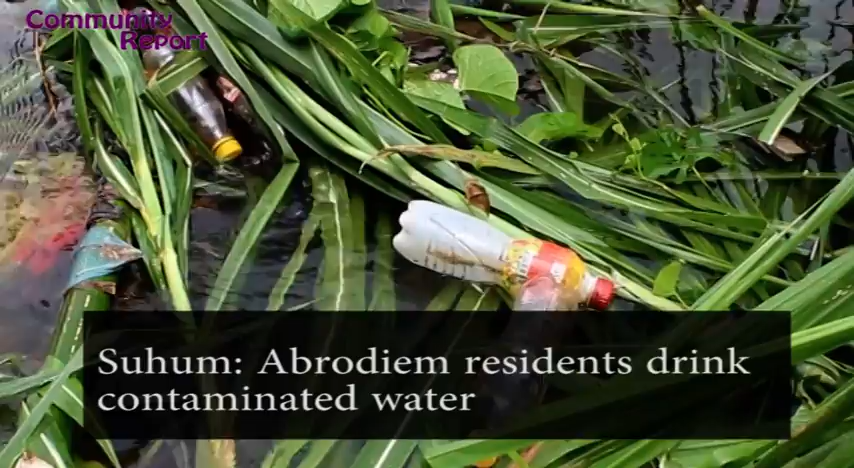 Community
Report
Suhum: Abrodiem residents drink
contaminated water